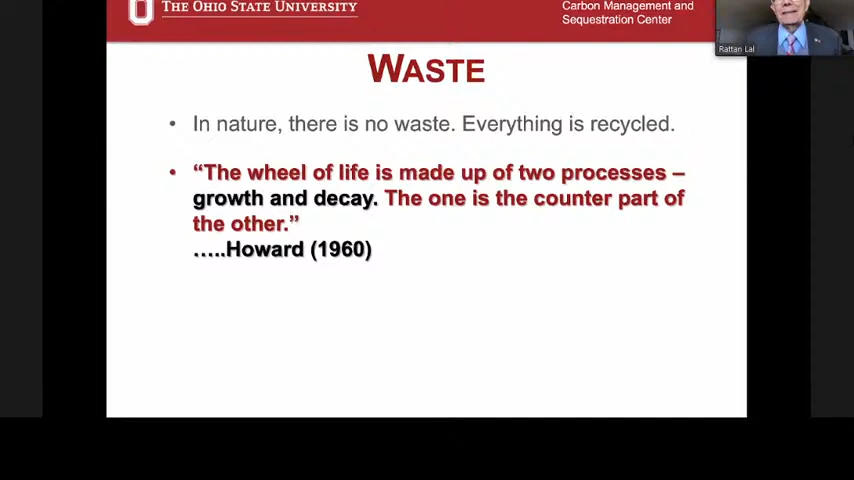 THE OHIO STATE UNIVERSITY
Carbon Management and
Sequestration Center
Rattan Lal
WASTE
• In nature, there is no waste. Everything is recycled.
• “The wheel of life is made up of two processes –
growth and decay. The one is the counter part of
the other.”
…..Howard (1960)